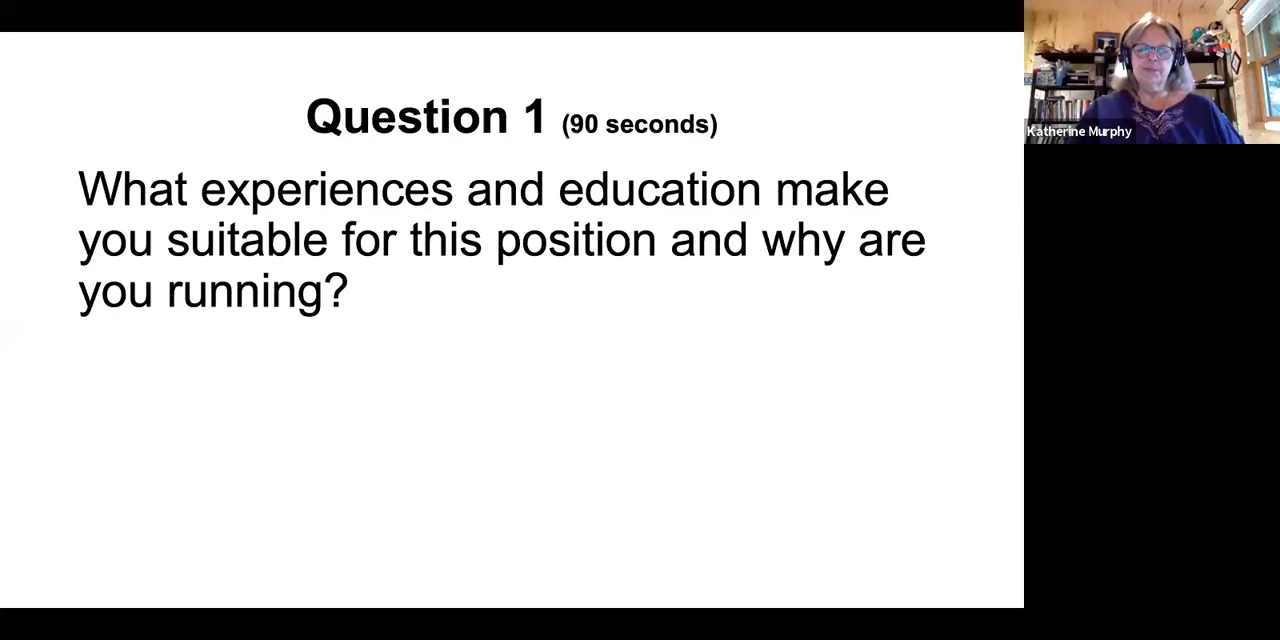 Question 1 (90 seconds)
What experiences and education make
you suitable for this position and why are
you running?
Katherine Murphy